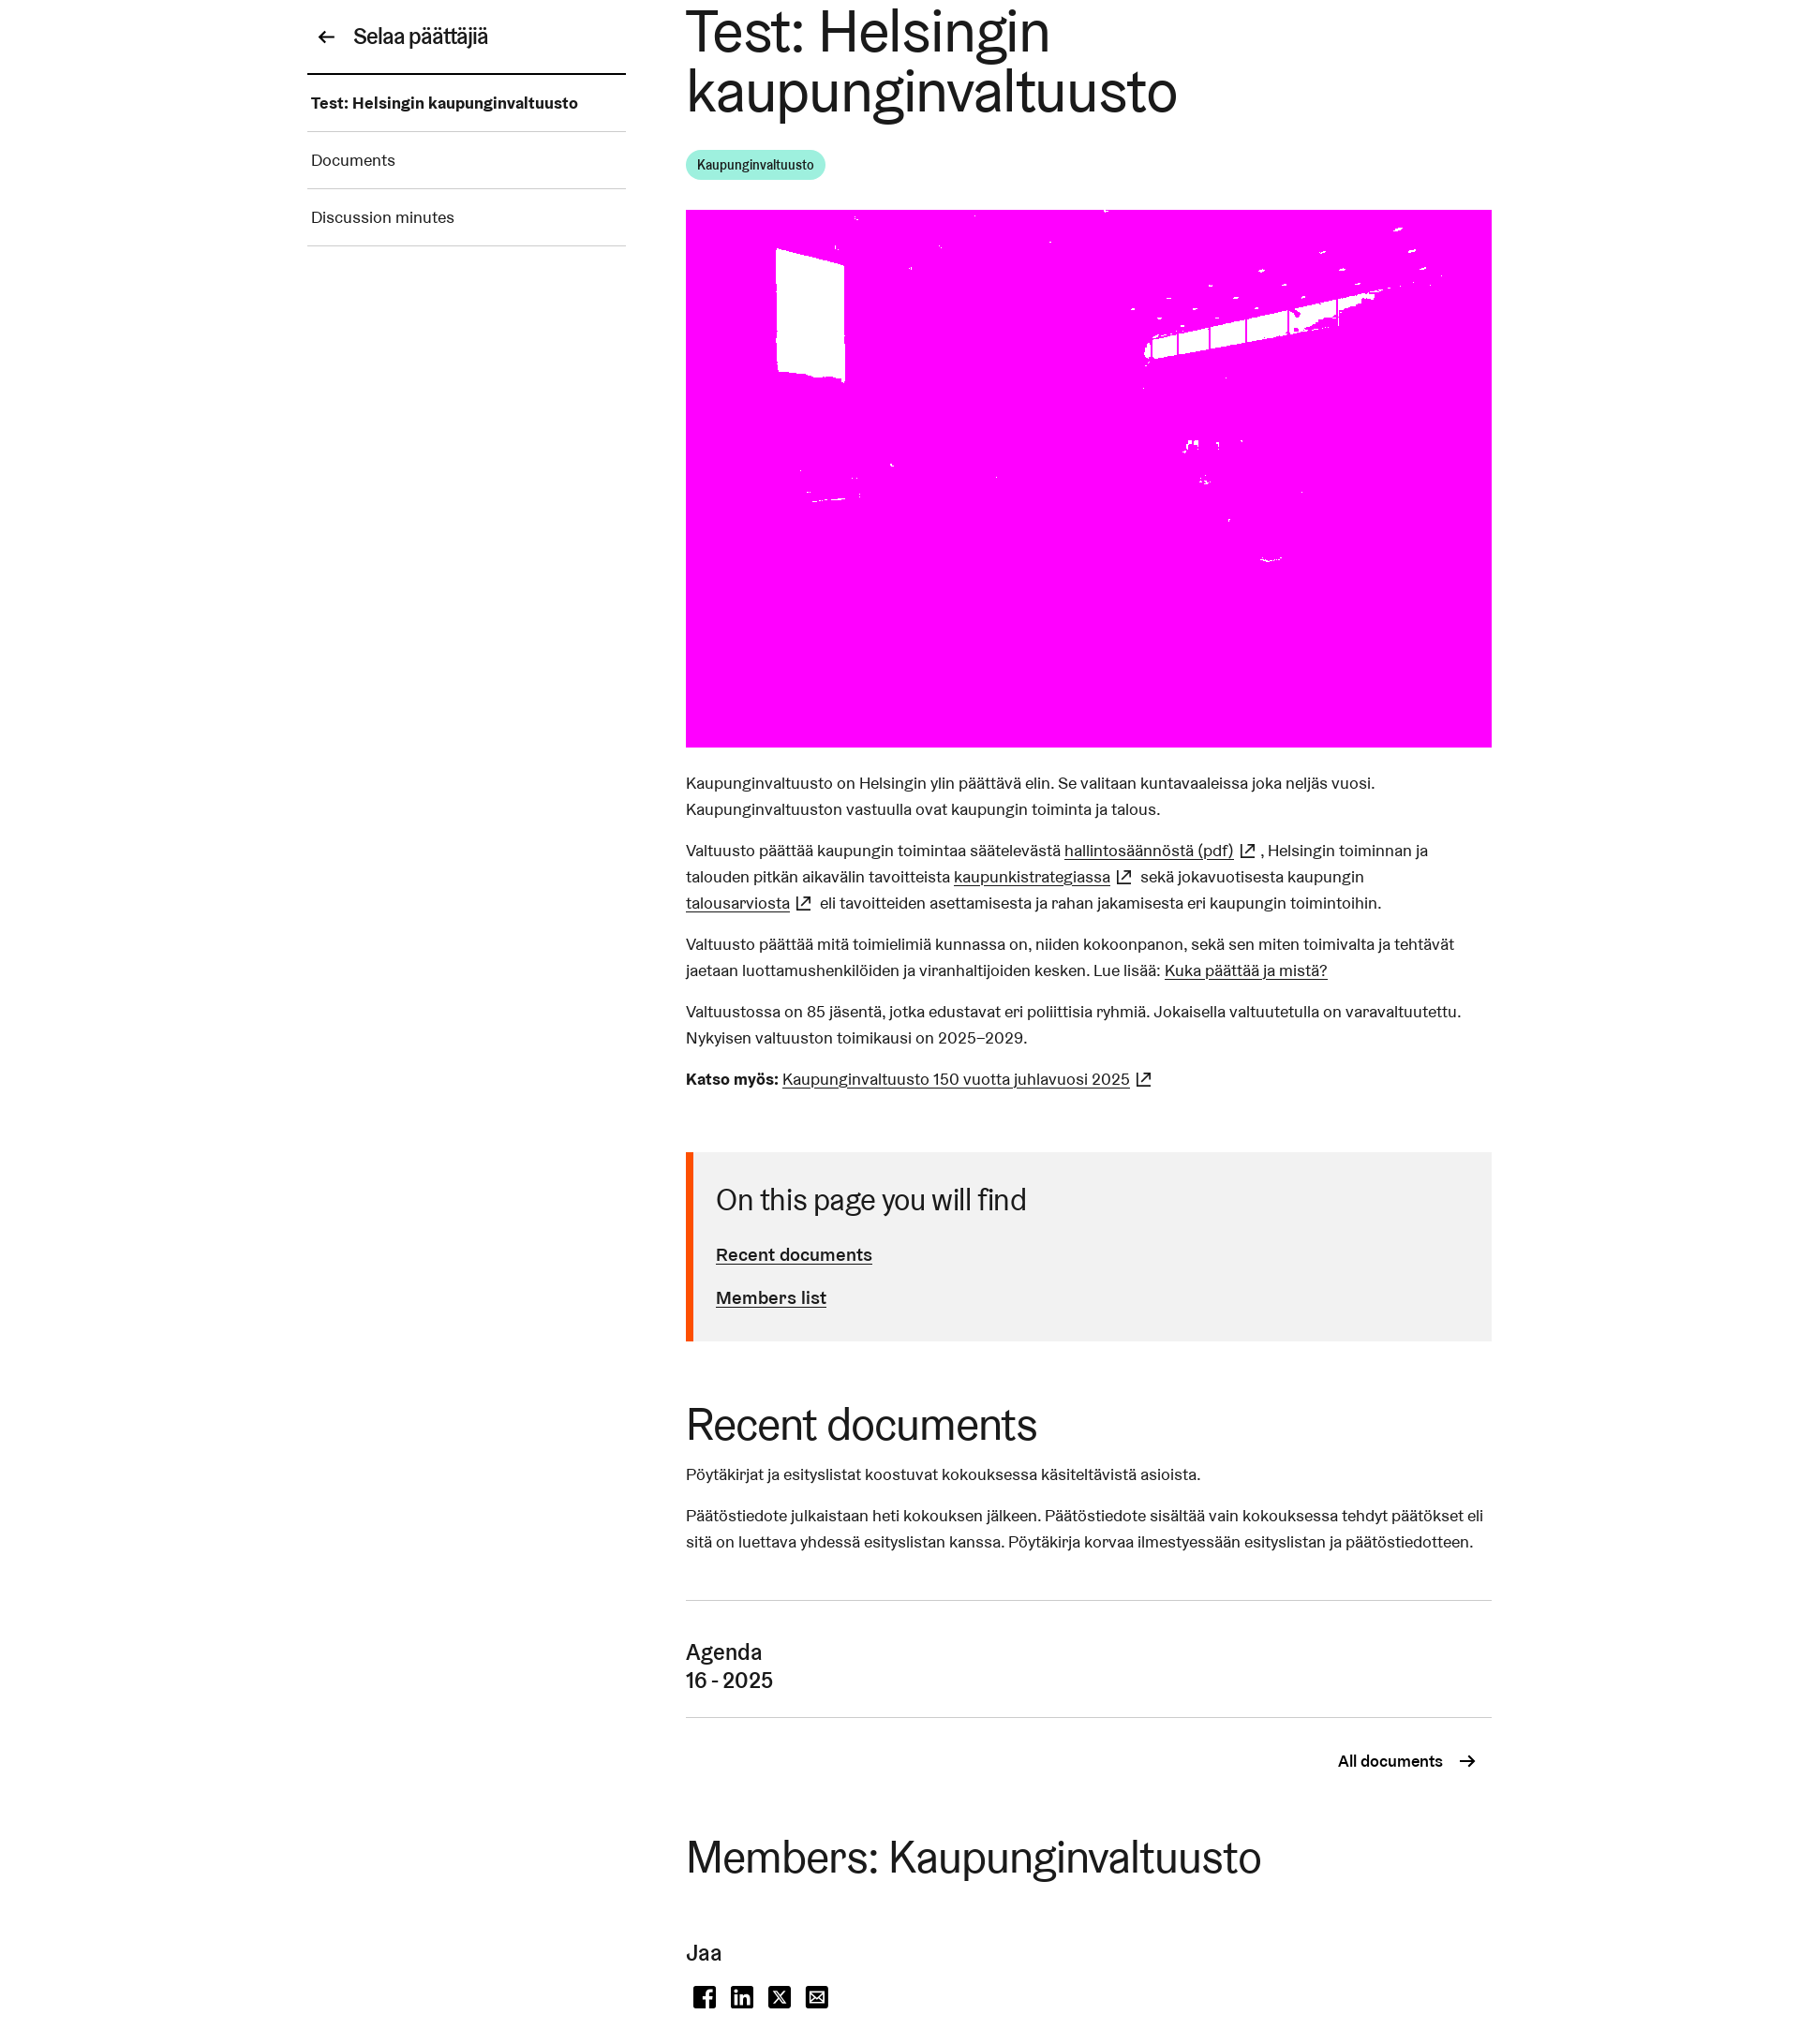 Selaa päättäjiä
Test: Helsingin kaupunginvaltuusto
Documents
Discussion minutes
Test: Helsingin
kaupunginvaltuusto
Kaupunginvaltuusto
Kaupunginvaltuusto on Helsingin ylin päättävä elin. Se valitaan kuntavaaleissa joka neljäs vuosi.
Kaupunginvaltuuston vastuulla ovat kaupungin toiminta ja talous.
Valtuusto päättää kaupungin toimintaa säätelevästä hallintosäännöstä (pdf) , Helsingin toiminnan ja
talouden pitkän aikavälin tavoitteista kaupunkistrategiassa sekä jokavuotisesta kaupungin
talousarviosta eli tavoitteiden asettamisesta ja rahan jakamisesta eri kaupungin toimintoihin.
Valtuusto päättää mitä toimielimiä kunnassa on, niiden kokoonpanon, sekä sen miten toimivalta ja tehtävät
jaetaan luottamushenkilöiden ja viranhaltijoiden kesken. Lue lisää: Kuka päättää ja mistä?
Valtuustossa on 85 jäsentä, jotka edustavat eri poliittisia ryhmiä. Jokaisella valtuutetulla on varavaltuutettu.
Nykyisen valtuuston toimikausi on 2025–2029.
Katso myös: Kaupunginvaltuusto 150 vuotta juhlavuosi 2025
On this page you will find
Recent documents
Members list
Recent documents
Pöytäkirjat ja esityslistat koostuvat kokouksessa käsiteltävistä asioista.
Päätöstiedote julkaistaan heti kokouksen jälkeen. Päätöstiedote sisältää vain kokouksessa tehdyt päätökset eli
sitä on luettava yhdessä esityslistan kanssa. Pöytäkirja korvaa ilmestyessään esityslistan ja päätöstiedotteen.
Agenda
16 - 2025
All documents
Members: Kaupunginvaltuusto
Jaa